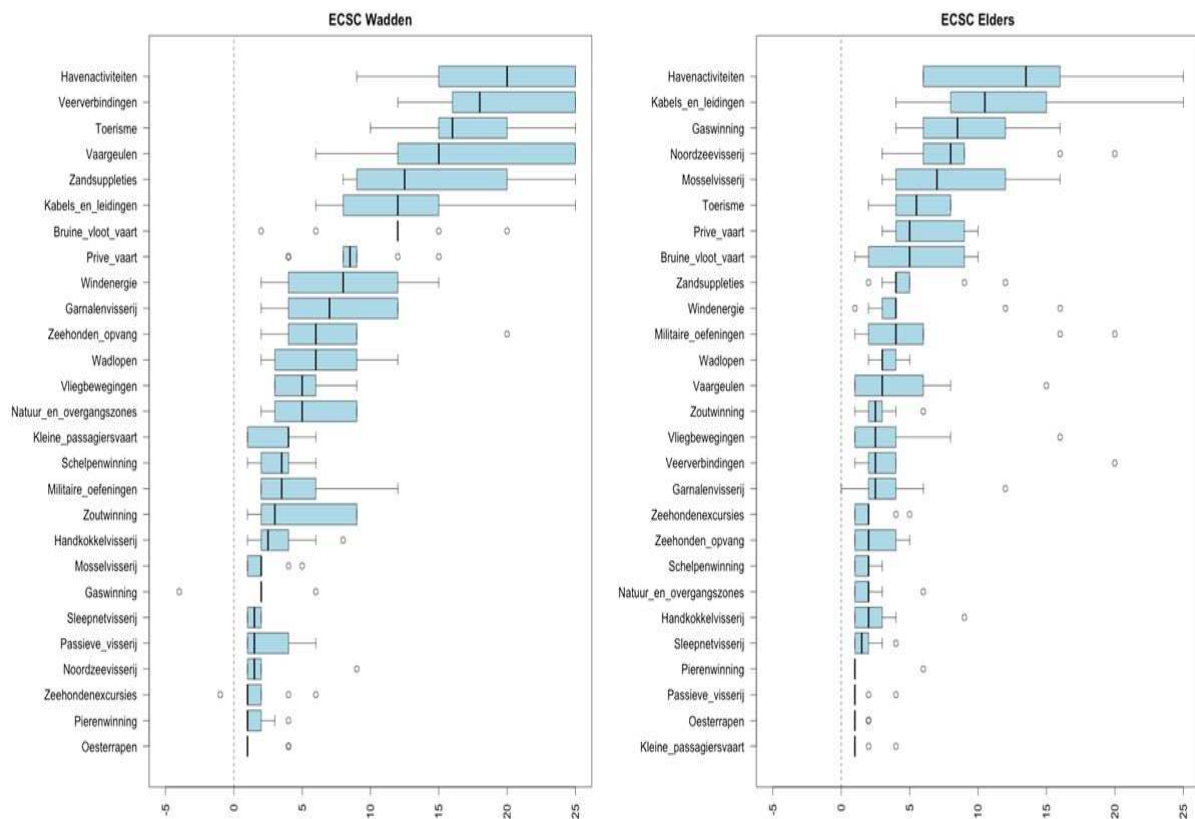 ECSC Wadden
Havenactiviteiten
Veerverbindingen
Toerisme
Vaargeulen
Zandsuppleties
Kabels_en_leidingen
Bruine_vloot_vaart
Prive_vaart
Windenergie
Garnalenvisserij
Zeehonden_opvang
Wadlopen
Vliegbewegingen
Natuur_en_overgangszones
Kleine_passagiersvaart
Schelpenwinning
Militaire_oefeningen
Zoutwinning
Handkokkelvisserij
Mosselvisserij
Gaswinning
Sleepnetvisserij
Passieve_visserij
Noordzeevisserij
Zeehondenexcursies
Pierenwinning
Oesterrapen
-5 0 5 10 15 20 25
ECSC Elders
Havenactiviteiten
Kabels_en_leidingen
Gaswinning
Noordzeevisserij
Mosselvisserij
Toerisme
Prive_vaart
Bruine_vloot_vaart
Zandsuppleties
Windenergie
Militaire_oefeningen
Wadlopen
Vaargeulen
Zoutwinning
Vliegbewegingen
Veerverbindingen
Garnalenvisserij
Zeehondenexcursies
Zeehonden_opvang
Schelpenwinning
Natuur_en_overgangszones
Handkokkelvisserij
Sleepnetvisserij
Pierenwinning
Passieve_visserij
Oesterrapen
Kleine_passagiersvaart
-5 0 5 10 15 20 25